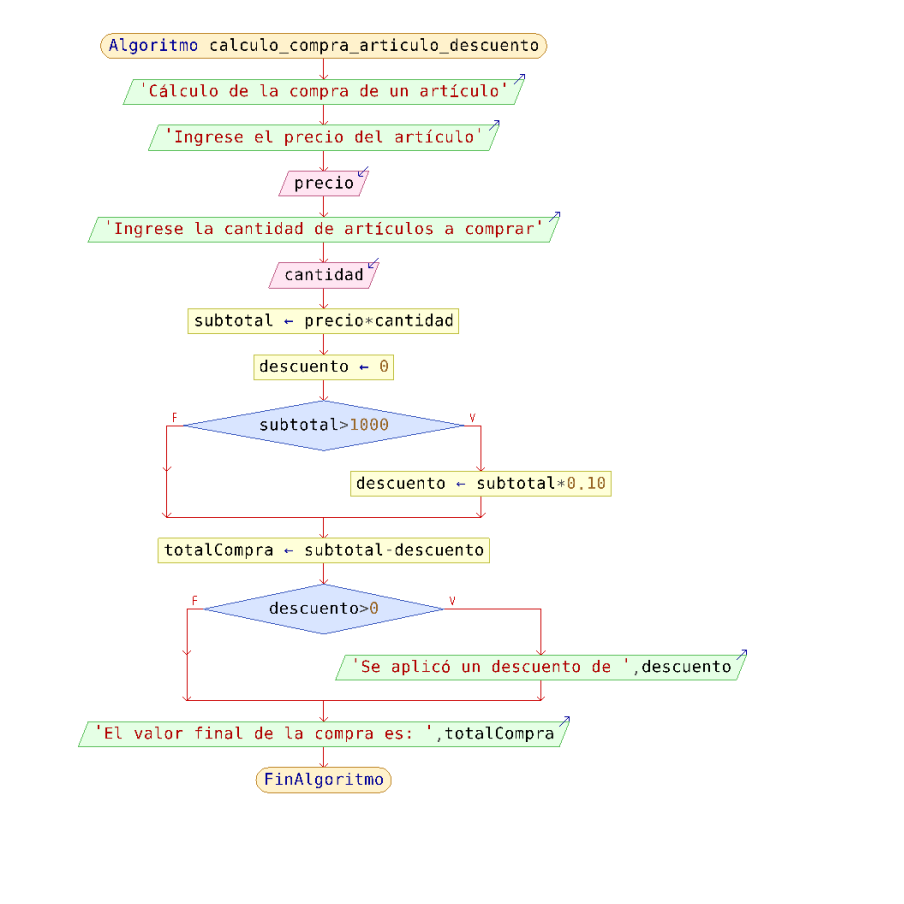 Algoritmo calculo_compra_articulo_descuento
'Cálculo de la compra de un artículo'
'Ingrese el precio del artículo'
precio
'Ingrese la cantidad de artículos a comprar'
cantidad
subtotal ← precio*cantidad
descuento ← 0
F
subtotal>1000
V
descuento ← subtotal*0.10
totalCompra ← subtotal-descuento
F
descuento>0
V
'Se aplicó un descuento de ',descuento
'El valor final de la compra es: ',totalCompra
FinAlgoritmo